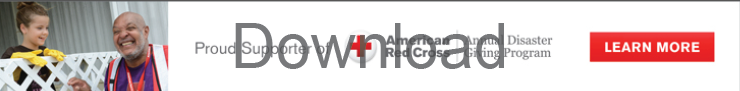 Proud Supporter of
American
Red Cross
Annual Disaster
Giving Program
Download
LEARN MORE